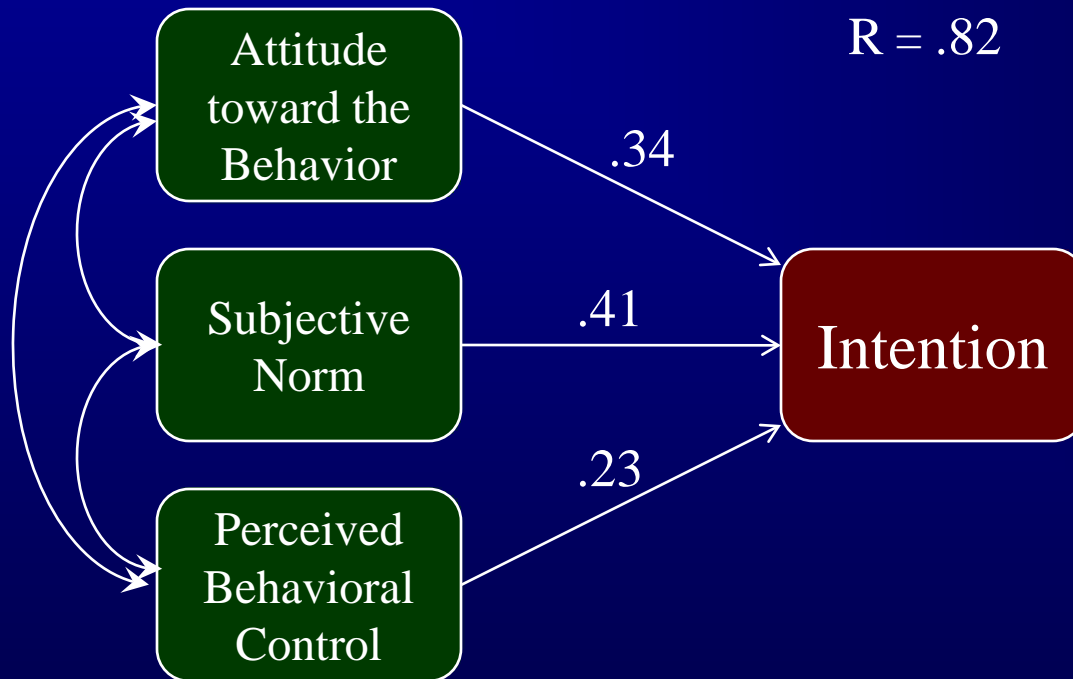 R = .82
Attitude
toward the
Behavior
.34
Subjective
Norm
.41
Intention
.23
Perceived
Behavioral
Control